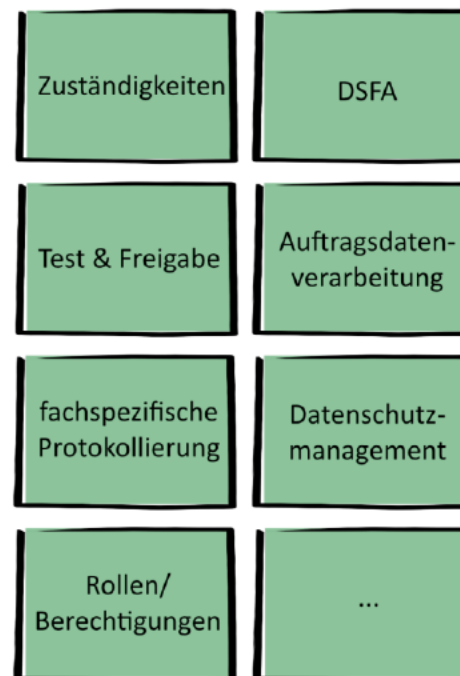 Zuständigkeiten
DSFA
Test & Freigabe
Auftragsdaten-
verarbeitung
fachspezifische
Protokollierung
Datenschutz-
management
Rollen/
Berechtigungen
...